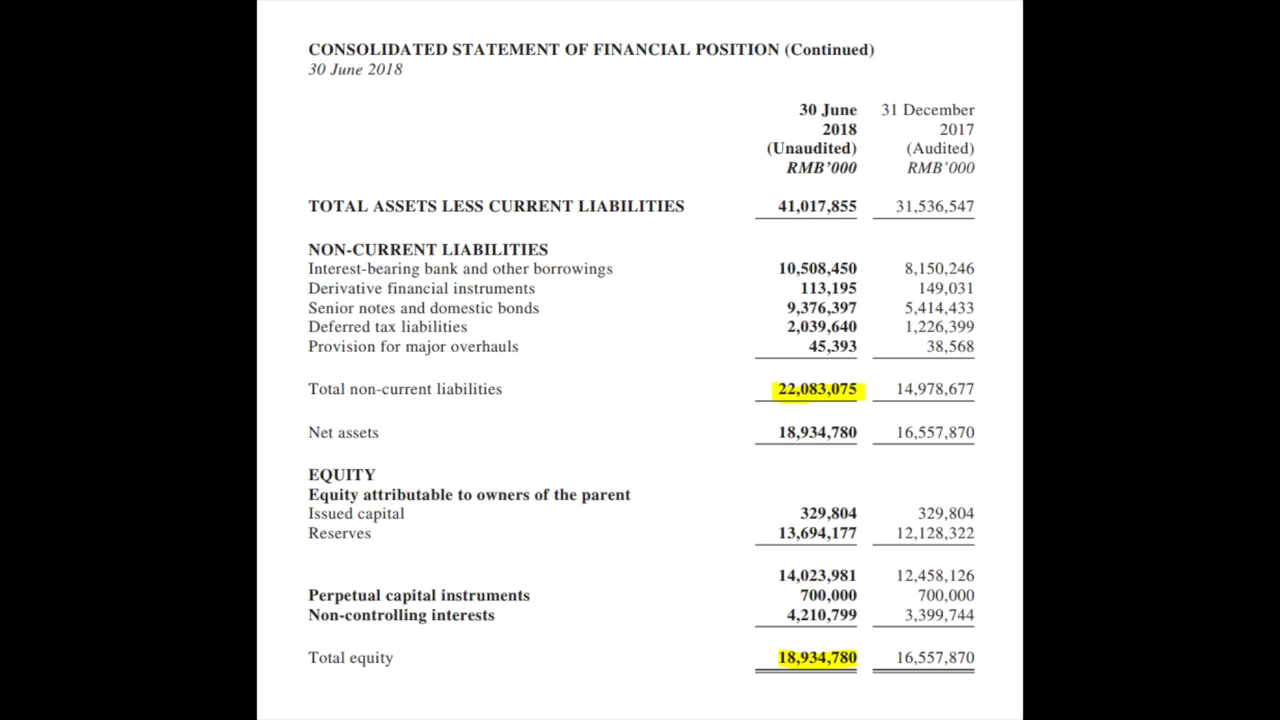 CONSOLIDATED STATEMENT OF FINANCIAL POSITION (Continued)
30 June 2018
30 June 31 December
2018 2017
(Unaudited) (Audited)
RMB’000 RMB’000
TOTAL ASSETS LESS CURRENT LIABILITIES 41,017,855 31,536,547
NON-CURRENT LIABILITIES
Interest-bearing bank and other borrowings 10,508,450 8,150,246
Derivative financial instruments 113,195 149,031
Senior notes and domestic bonds 9,376,397 5,414,433
Deferred tax liabilities 2,039,640 1,226,399
Provision for major overhauls 45,393 38,568
Total non-current liabilities 22,083,075 14,978,677
Net assets 18,934,780 16,557,870
EQUITY
Equity attributable to owners of the parent
Issued capital 329,804 329,804
Reserves 13,694,177 12,128,322
14,023,981 12,458,126
Perpetual capital instruments 700,000 700,000
Non-controlling interests 4,210,799 3,399,744
Total equity 18,934,780 16,557,870